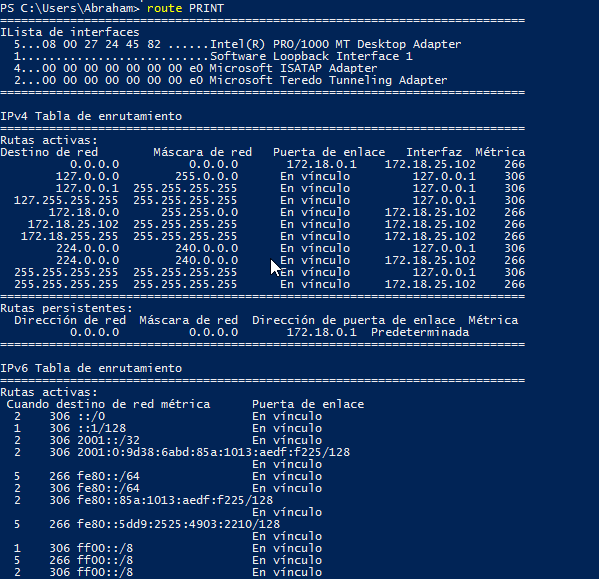 PS C:\Users\Abraham> route PRINT
===========================================================================
ILista de interfaces
  5...08 00 27 24 45 82 ......Intel(R) PRO/1000 MT Desktop Adapter
  1...........................Software Loopback Interface 1
  4...00 00 00 00 00 00 00 e0 Microsoft ISATAP Adapter
  2...00 00 00 00 00 00 00 e0 Microsoft Teredo Tunneling Adapter
===========================================================================
IPv4 Tabla de enrutamiento
===========================================================================
Rutas activas:
Destino de red        Máscara de red   Puerta de enlace   Interfaz  Métrica
          0.0.0.0          0.0.0.0       172.18.0.1    172.18.25.102    266
        127.0.0.0        255.0.0.0      En vínculo         127.0.0.1    306
        127.0.0.1  255.255.255.255      En vínculo         127.0.0.1    306
  127.255.255.255  255.255.255.255      En vínculo         127.0.0.1    306
       172.18.0.0      255.255.0.0      En vínculo     172.18.25.102    266
    172.18.25.102  255.255.255.255      En vínculo     172.18.25.102    266
   172.18.255.255  255.255.255.255      En vínculo     172.18.25.102    266
        224.0.0.0        240.0.0.0      En vínculo         127.0.0.1    306
        224.0.0.0        240.0.0.0      En vínculo     172.18.25.102    266
  255.255.255.255  255.255.255.255      En vínculo         127.0.0.1    306
  255.255.255.255  255.255.255.255      En vínculo     172.18.25.102    266
===========================================================================
Rutas persistentes:
  Dirección de red  Máscara de red  Dirección de puerta de enlace  Métrica
          0.0.0.0          0.0.0.0       172.18.0.1  Predeterminada
===========================================================================
IPv6 Tabla de enrutamiento
===========================================================================
Rutas activas:
 Cuando destino de red métrica      Puerta de enlace
  2    306 ::/0                     En vínculo
  1    306 ::1/128                  En vínculo
  2    306 2001::/32                En vínculo
  2    306 2001:0:9d38:6abd:85a:1013:aedf:f225/128
                                    En vínculo
  5    266 fe80::/64                En vínculo
  2    306 fe80::/64                En vínculo
  2    306 fe80::85a:1013:aedf:f225/128
                                    En vínculo
  5    266 fe80::5dd9:2525:4903:2210/128
                                    En vínculo
  1    306 ff00::/8                 En vínculo
  5    266 ff00::/8                 En vínculo
  2    306 ff00::/8                 En vínculo